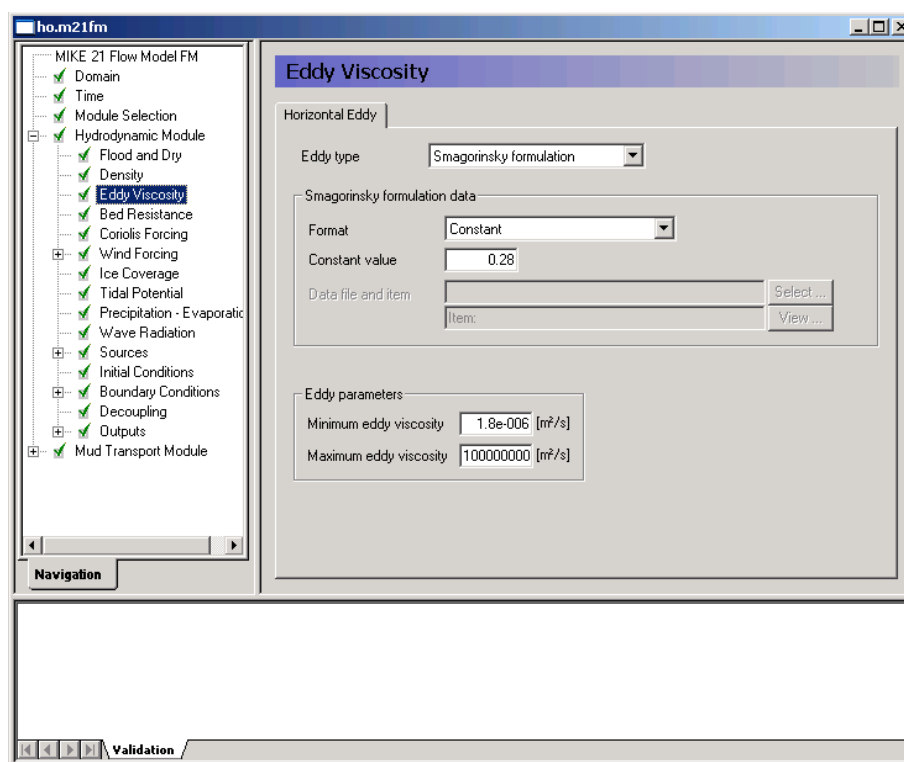 ho.m21fm
MIKE 21 Flow Model FM
Domain
Time
Module Selection
Hydrodynamic Module
Flood and Dry
Density
Eddy Viscosity
Bed Resistance
Coriolis Forcing
Wind Forcing
Ice Coverage
Tidal Potential
Precipitation - Evaporatic
Wave Radiation
Sources
Initial Conditions
Boundary Conditions
Decoupling
Outputs
Mud Transport Module
Navigation
Eddy Viscosity
Horizontal Eddy
Eddy type Smagorinsky formulation
Smagorinsky formulation data
Format Constant
Constant value 0.28
Data file and item Select ...
Item: View ...
Eddy parameters
Minimum eddy viscosity 1.8e-006 [m²/s]
Maximum eddy viscosity 100000000 [m²/s]
Validation